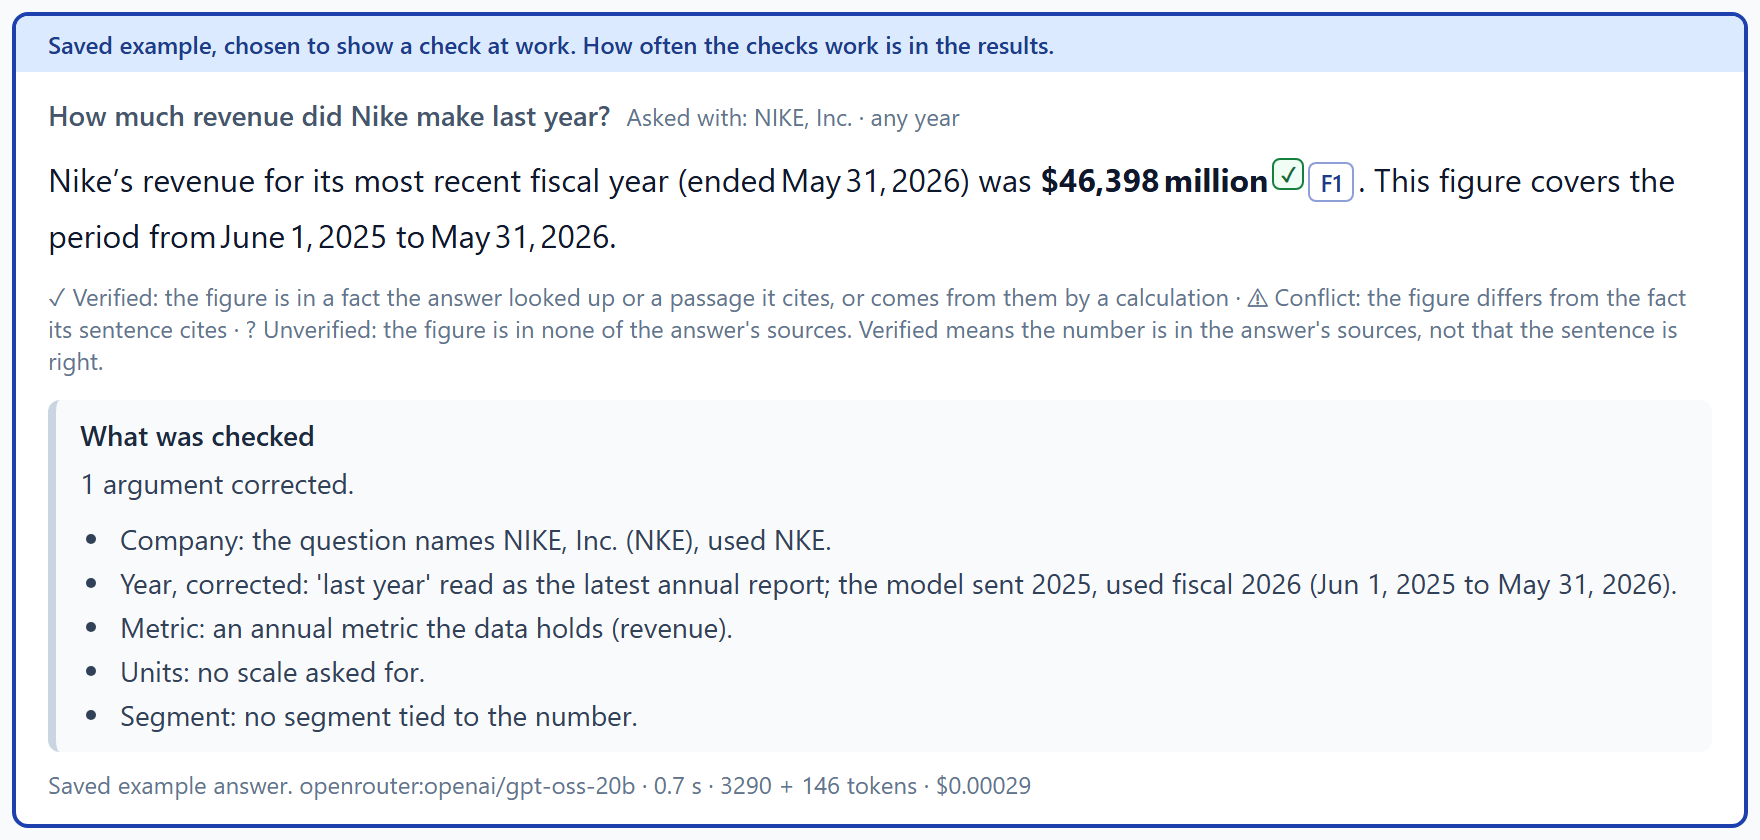 Saved example, chosen to show a check at work. How often the checks work is in the results.
How much revenue did Nike make last year? Asked with: NIKE, Inc. · any year
Nike’s revenue for its most recent fiscal year (ended May 31, 2026) was $46,398 million ✓ F1 . This figure covers the
period from June 1, 2025 to May 31, 2026.
✓ Verified: the figure is in a fact the answer looked up or a passage it cites, or comes from them by a calculation · ⚠ Conflict: the figure differs from the fact
its sentence cites · ? Unverified: the figure is in none of the answer's sources. Verified means the number is in the answer's sources, not that the sentence is
right.
What was checked
1 argument corrected.
• Company: the question names NIKE, Inc. (NKE), used NKE.
• Year, corrected: 'last year' read as the latest annual report; the model sent 2025, used fiscal 2026 (Jun 1, 2025 to May 31, 2026).
• Metric: an annual metric the data holds (revenue).
• Units: no scale asked for.
• Segment: no segment tied to the number.
Saved example answer. openrouter:openai/gpt-oss-20b · 0.7 s · 3290 + 146 tokens · $0.00029